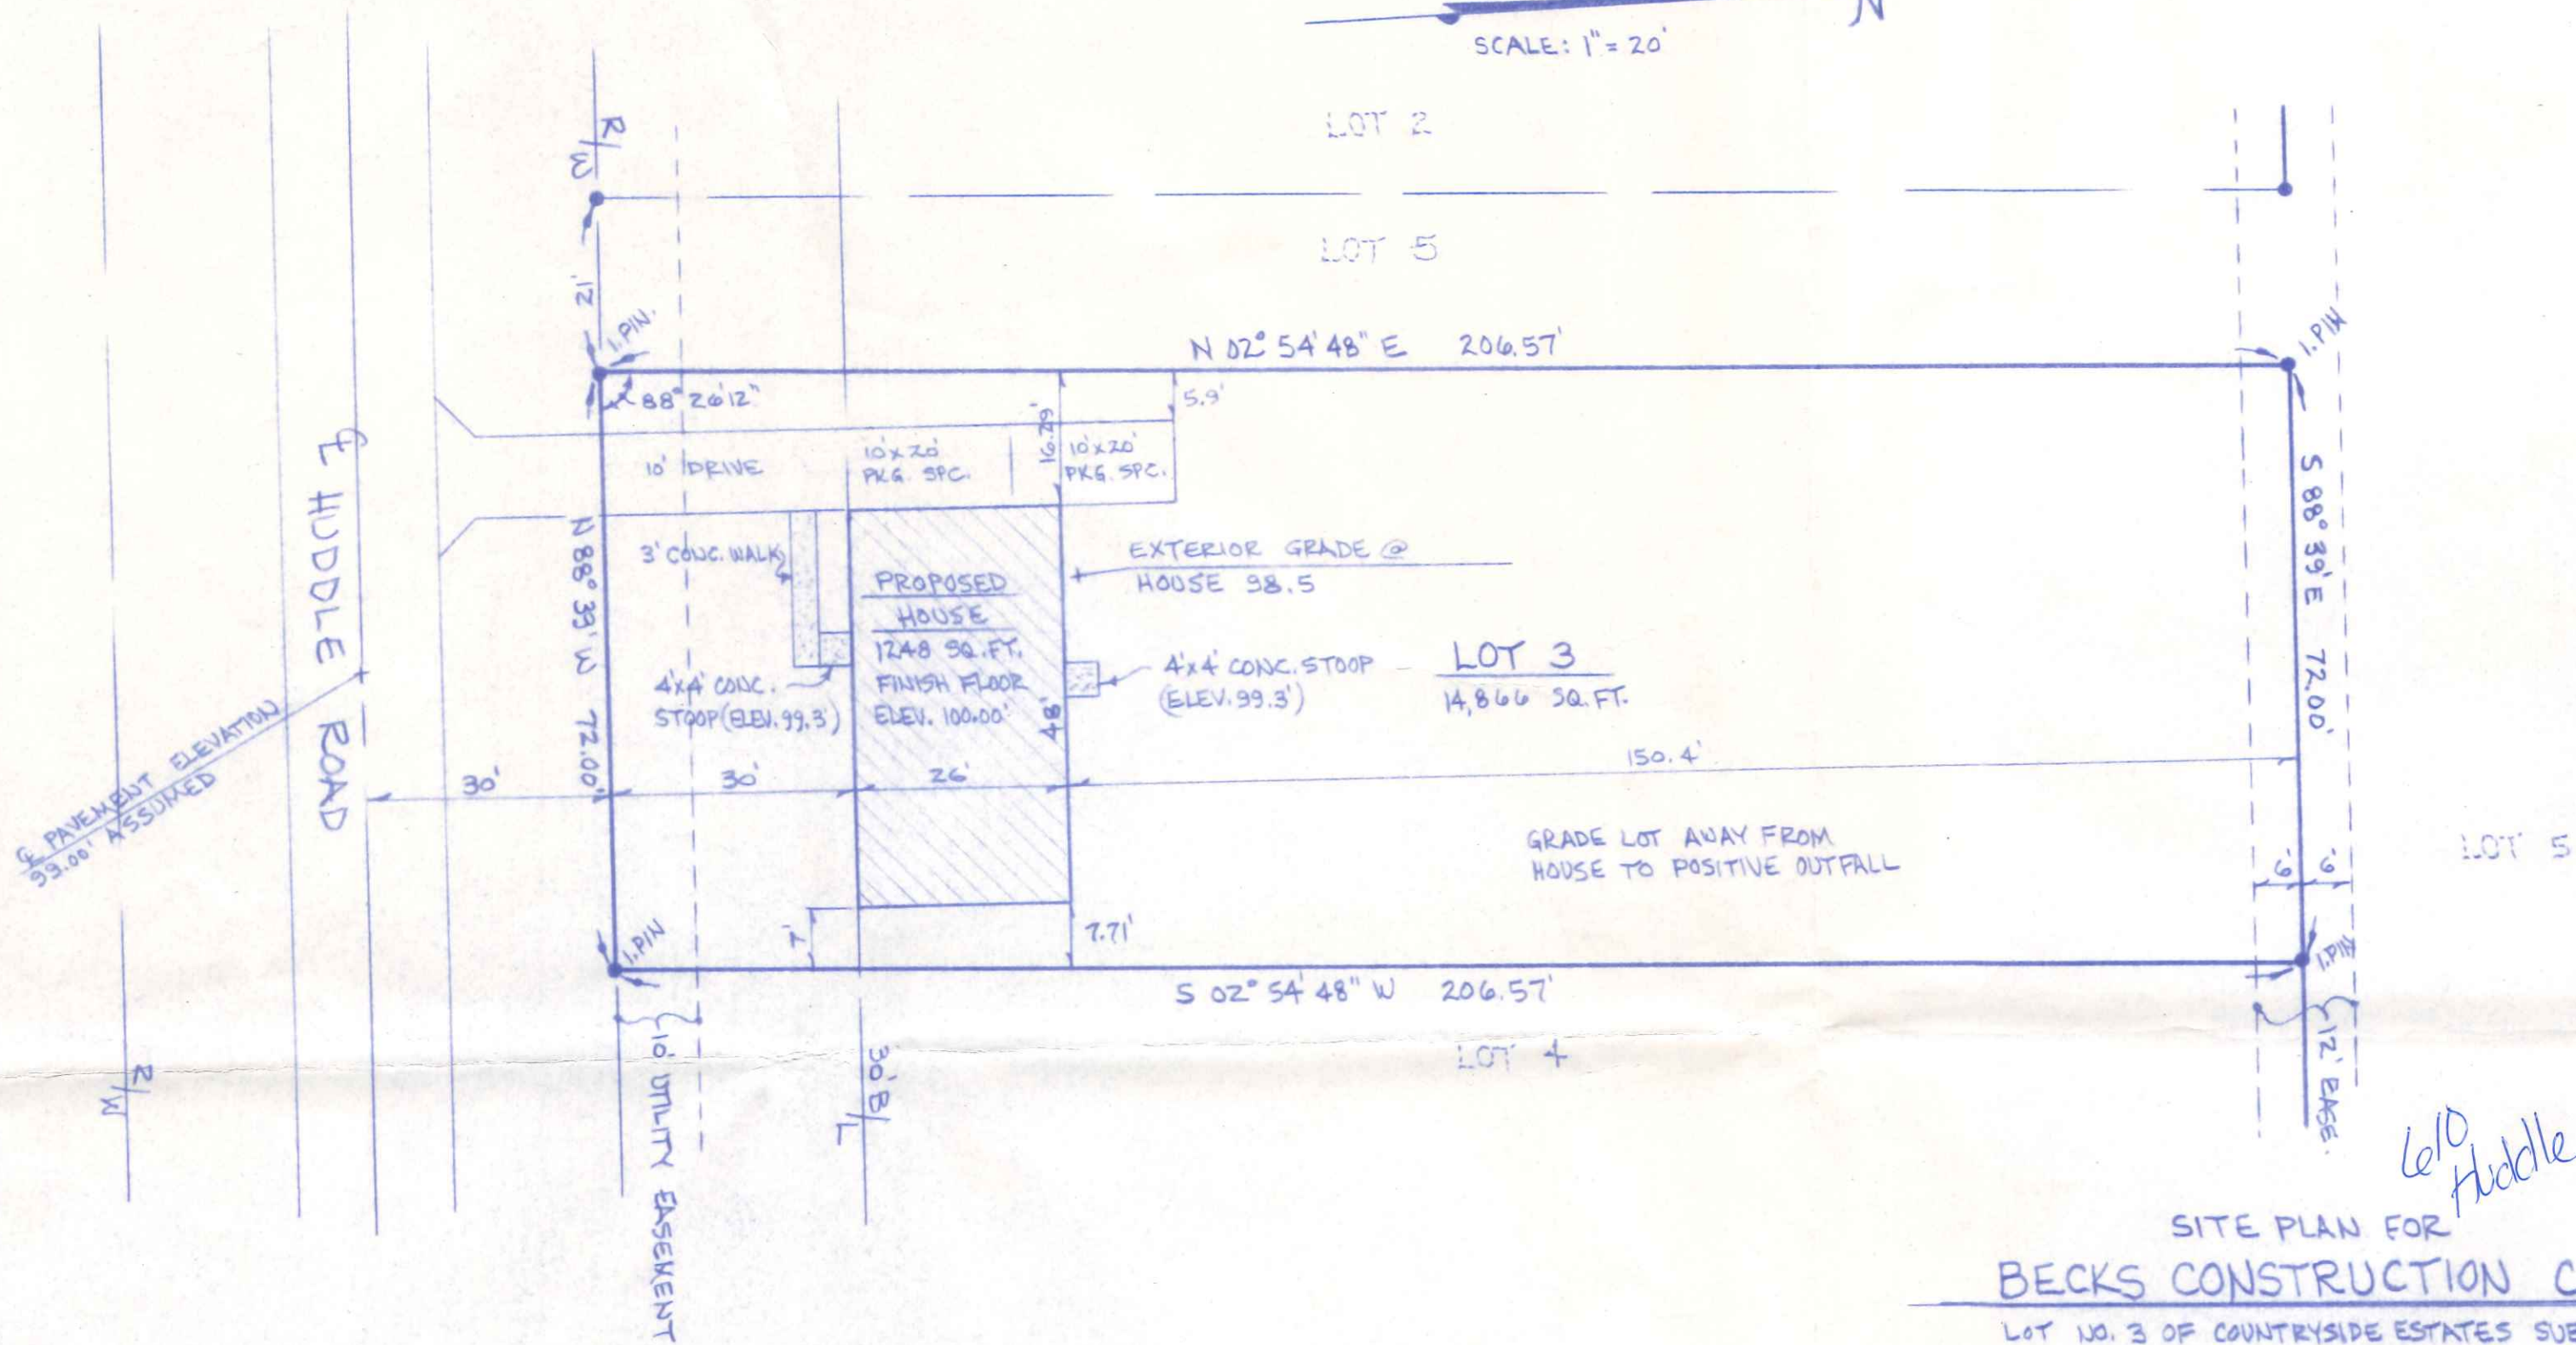 N
SCALE: 1" = 20'
LOT 2
R/W
LOT 5
I. PIN.
N 02° 54' 48" E 206.57'
I. PIN
88° 26' 12"
5.9'
16.29'
10' DRIVE
10' x 20'
PKG. SPC.
10' x 20'
PKG. SPC.
℄ HUDDLE ROAD
N 88° 39' W 72.00'
S 88° 39' E 72.00'
3' CONC. WALK
PROPOSED
HOUSE
1248 SQ. FT.
FINISH FLOOR
ELEV. 100.00'
EXTERIOR GRADE @
HOUSE 98.5
4'x4' CONC.
STOOP (ELEV. 99.3')
48'
4'x4' CONC. STOOP
(ELEV. 99.3')
LOT 3
14,866 SQ. FT.
℄ PAVEMENT ELEVATION
99.00' ASSUMED
30'
30'
26'
150.4'
GRADE LOT AWAY FROM
HOUSE TO POSITIVE OUTFALL
LOT 5
6' 6'
I. PIN
7.71'
I. PIN
S 02° 54' 48" W 206.57'
LOT 4
R/W
10' UTILITY EASEMENT
30' B/L
12' EASE.
610
Huddle
SITE PLAN FOR
BECKS CONSTRUCTION C
LOT NO. 3 OF COUNTRYSIDE ESTATES SUB